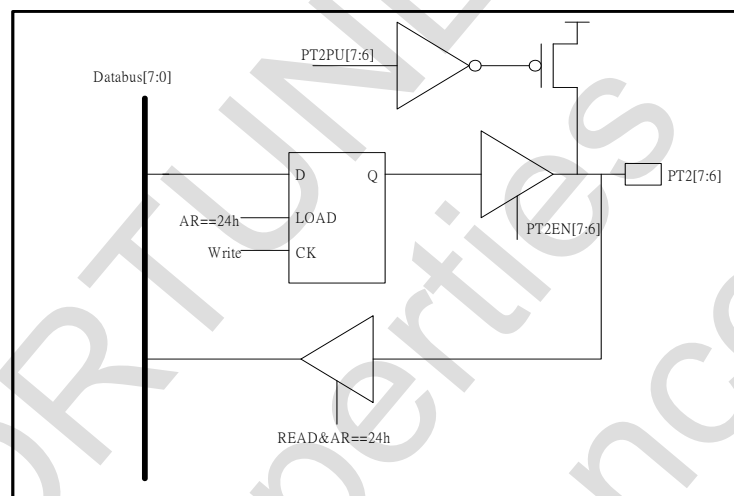 PT2PU[7:6]
Databus[7:0]
D
Q
PT2[7:6]
AR==24h
LOAD
PT2EN[7:6]
Write
CK
READ&AR==24h